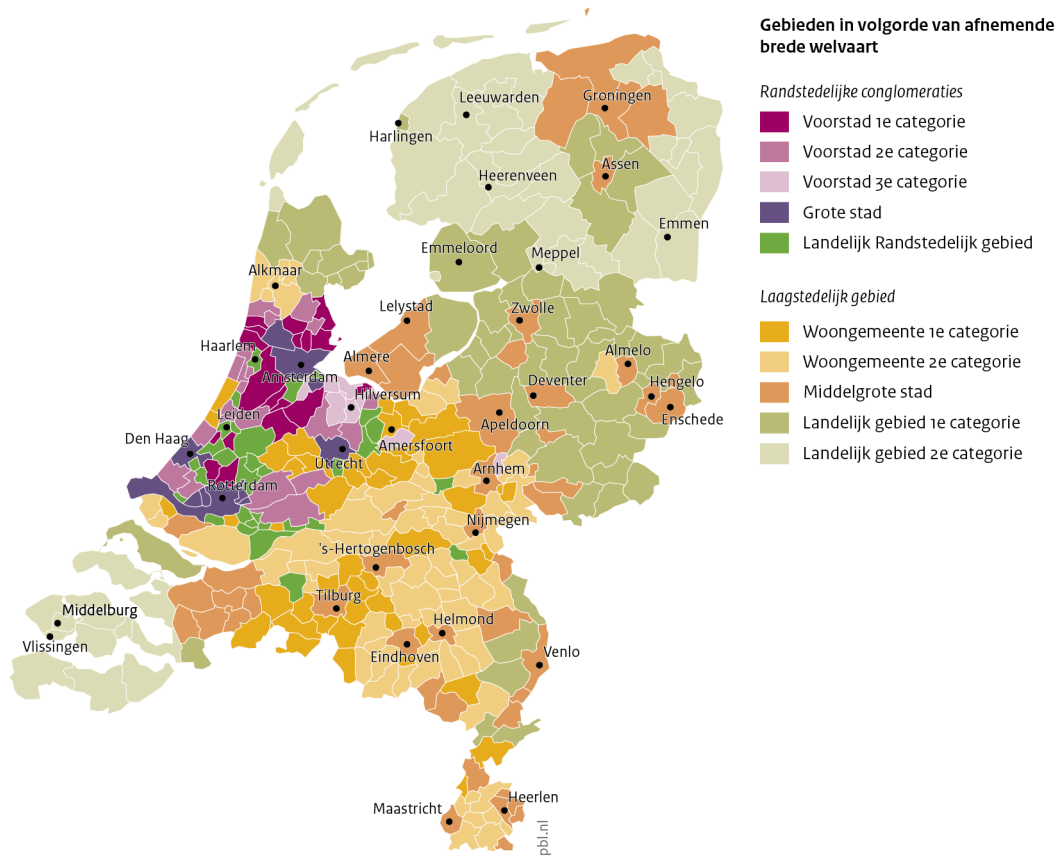 Gebieden in volgorde van afnemende
brede welvaart
Randstedelijke conglomeraties
Voorstad 1e categorie
Voorstad 2e categorie
Voorstad 3e categorie
Grote stad
Landelijk Randstedelijk gebied
Laagstedelijk gebied
Woongemeente 1e categorie
Woongemeente 2e categorie
Middelgrote stad
Landelijk gebied 1e categorie
Landelijk gebied 2e categorie
Leeuwarden
Groningen
Harlingen
Assen
Heerenveen
Emmen
Emmeloord
Meppel
Alkmaar
Lelystad
Zwolle
Haarlem
Almere
Almelo
Amsterdam
Deventer
Hengelo
Hilversum
Leiden
Enschede
Apeldoorn
Den Haag
Amersfoort
Utrecht
Arnhem
Rotterdam
Nijmegen
's-Hertogenbosch
Tilburg
Middelburg
Helmond
Vlissingen
Eindhoven
Venlo
Heerlen
Maastricht
pbl.nl